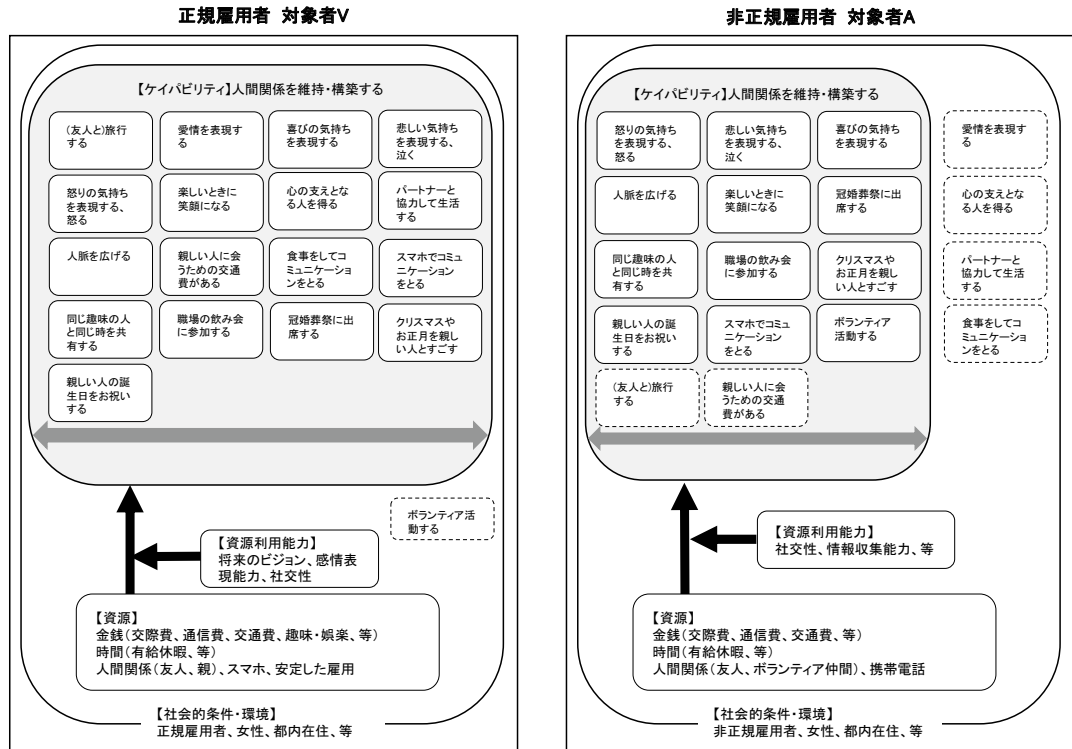 正規雇用者 対象者V
【ケイパビリティ】人間関係を維持・構築する
(友人と)旅行
する
愛情を表現す
る
喜びの気持ち
を表現する
悲しい気持ち
を表現する、
泣く
怒りの気持ち
を表現する、
怒る
楽しいときに
笑顔になる
心の支えとな
る人を得る
パートナーと
協力して生活
する
人脈を広げる
親しい人に会
うための交通
費がある
食事をしてコ
ミュニケーショ
ンをとる
スマホでコミュ
ニケーション
をとる
同じ趣味の人
と同じ時を共
有する
職場の飲み会
に参加する
冠婚葬祭に出
席する
クリスマスや
お正月を親し
い人とすごす
親しい人の誕
生日をお祝い
する
ボランティア活
動する
【資源利用能力】
将来のビジョン、感情表
現能力、社交性
【資源】
金銭(交際費、通信費、交通費、趣味・娯楽、等)
時間(有給休暇、等)
人間関係(友人、親)、スマホ、安定した雇用
【社会的条件・環境】
正規雇用者、女性、都内在住、等
非正規雇用者 対象者A
【ケイパビリティ】人間関係を維持・構築する
怒りの気持ち
を表現する、
怒る
悲しい気持ち
を表現する、
泣く
喜びの気持ち
を表現する
愛情を表現す
る
人脈を広げる
楽しいときに
笑顔になる
冠婚葬祭に出
席する
心の支えとな
る人を得る
同じ趣味の人
と同じ時を共
有する
職場の飲み会
に参加する
クリスマスや
お正月を親し
い人とすごす
パートナーと
協力して生活
する
親しい人の誕
生日をお祝い
する
スマホでコミュ
ニケーション
をとる
ボランティア
活動する
食事をしてコ
ミュニケーショ
ンをとる
(友人と)旅行
する
親しい人に会
うための交通
費がある
【資源利用能力】
社交性、情報収集能力、等
【資源】
金銭(交際費、通信費、交通費、等)
時間(有給休暇、等)
人間関係(友人、ボランティア仲間)、携帯電話
【社会的条件・環境】
非正規雇用者、女性、都内在住、等